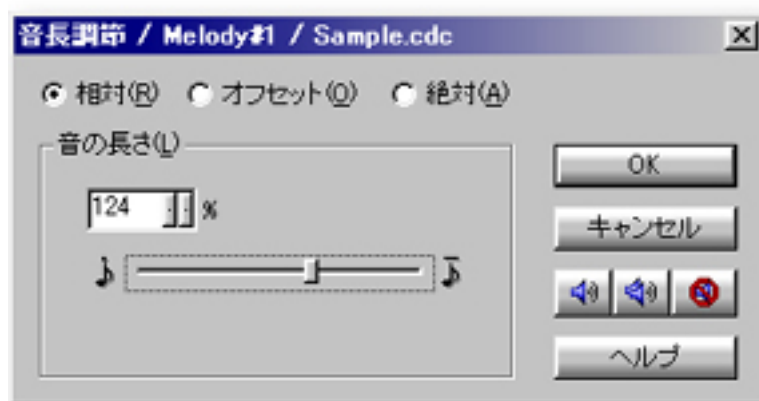 音長調節 / Melody#1 / Sample.cdc
相対(R) オフセット(O) 絶対(A)
音の長さ(L)
124 %
OK
キャンセル
ヘルプ